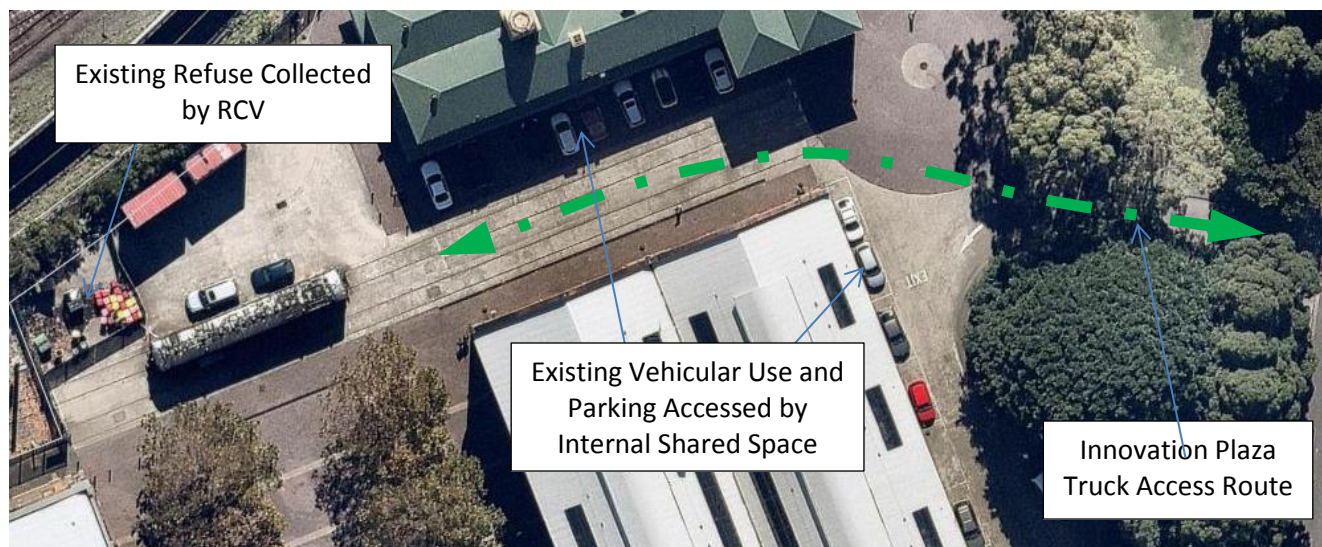 Existing Refuse Collected
by RCV
EXIT
Existing Vehicular Use and
Parking Accessed by
Internal Shared Space
Innovation Plaza
Truck Access Route